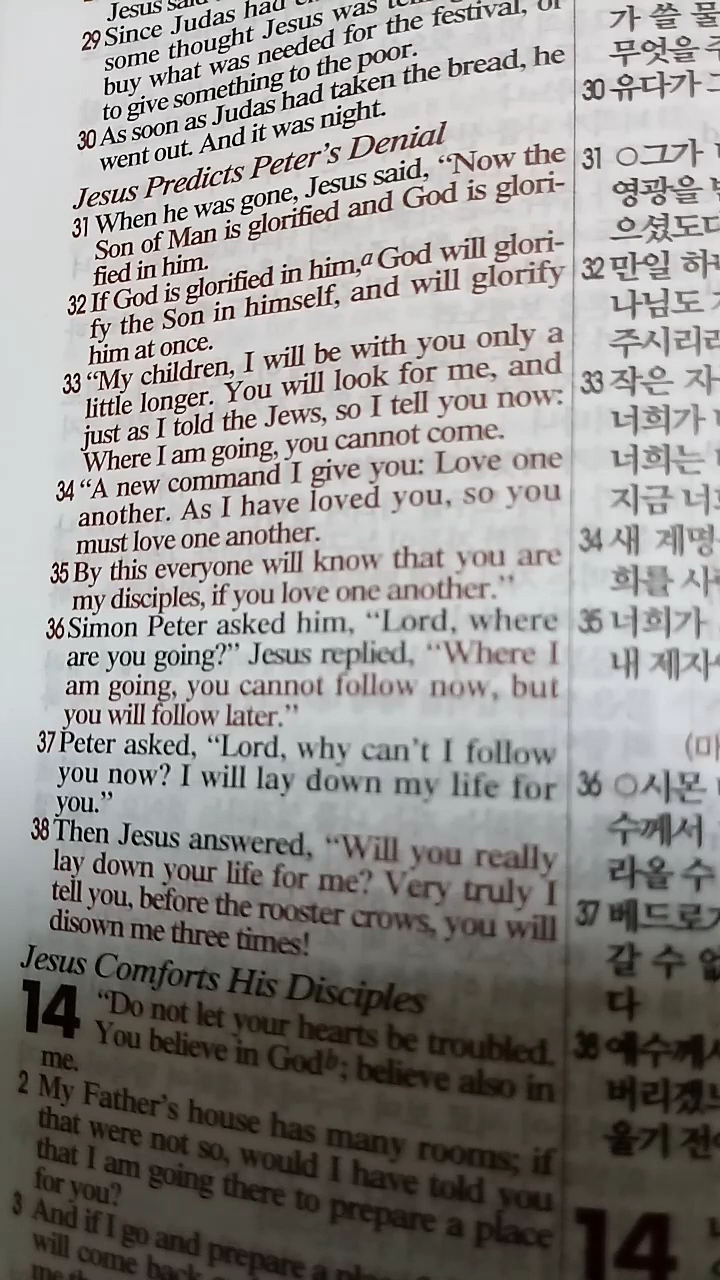 Jesus said
29 Since Judas had
some thought Jesus was
buy what was needed for the festival, or
to give something to the poor.
30 As soon as Judas had taken the bread, he
went out. And it was night.
Jesus Predicts Peter's Denial
31 When he was gone, Jesus said, “Now the
Son of Man is glorified and God is glori-
fied in him.
32 If God is glorified in him,a God will glori-
fy the Son in himself, and will glorify
him at once.
33 “My children, I will be with you only a
little longer. You will look for me, and
just as I told the Jews, so I tell you now:
Where I am going, you cannot come.
34 “A new command I give you: Love one
another. As I have loved you, so you
must love one another.
35 By this everyone will know that you are
my disciples, if you love one another.”
36 Simon Peter asked him, “Lord, where
are you going?” Jesus replied, “Where I
am going, you cannot follow now, but
you will follow later.”
37 Peter asked, “Lord, why can't I follow
you now? I will lay down my life for
you.”
38 Then Jesus answered, “Will you really
lay down your life for me? Very truly I
tell you, before the rooster crows, you will
disown me three times!
Jesus Comforts His Disciples
14 “Do not let your hearts be troubled.
You believe in Godb; believe also in
me.
2 My Father's house has many rooms; if
that were not so, would I have told you
that I am going there to prepare a place
for you?
3 And if I go and prepare a
will come back
가 쓸 물
무엇을
30 유다가
31 ○그가
영광을
으셨도다
32 만일 하
나님도
주시리라
33 작은 자
너희가
너희는
지금 너
34 새 계명
희를 사
35 너희가
내 제자
(마
36 ○시몬
수께서
라올 수
37 베드로가
갈 수 없
다
38 예수께서
버리겠느
울기 전
14